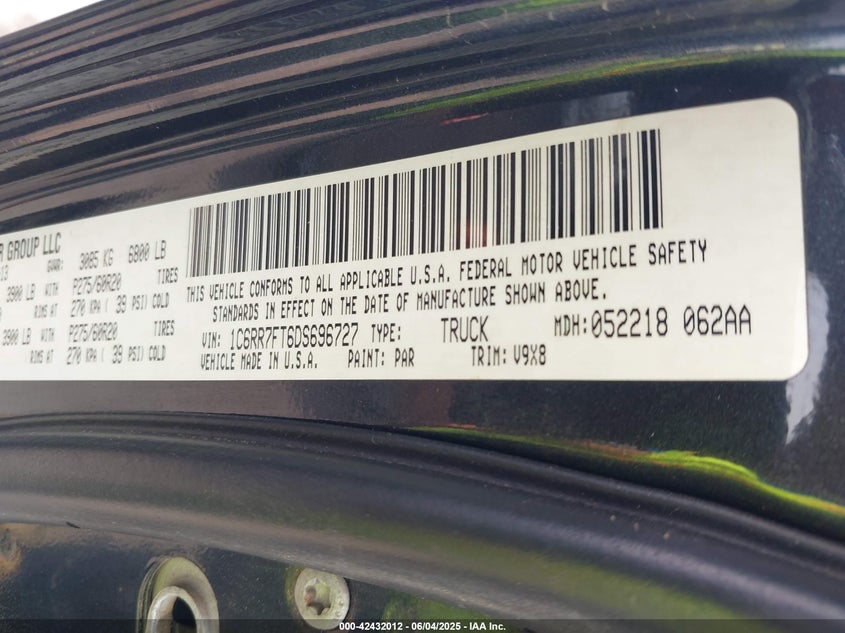 R GROUP LLC
13 GVWR: 3085 KG 6800 LB
3900 LB WITH P275/60R20 TIRES
RIMS AT 270 KPA ( 39 PSI) COLD
3900 LB WITH P275/60R20 TIRES
RIMS AT 270 KPA ( 39 PSI) COLD
THIS VEHICLE CONFORMS TO ALL APPLICABLE U.S.A. FEDERAL MOTOR VEHICLE SAFETY
STANDARDS IN EFFECT ON THE DATE OF MANUFACTURE SHOWN ABOVE.
VIN: 1C6RR7FT6DS696727 TYPE: TRUCK MDH:052218 062AA
VEHICLE MADE IN U.S.A. PAINT: PAR TRIM: V9X8
000-42432012 - 06/04/2025 - IAA Inc.